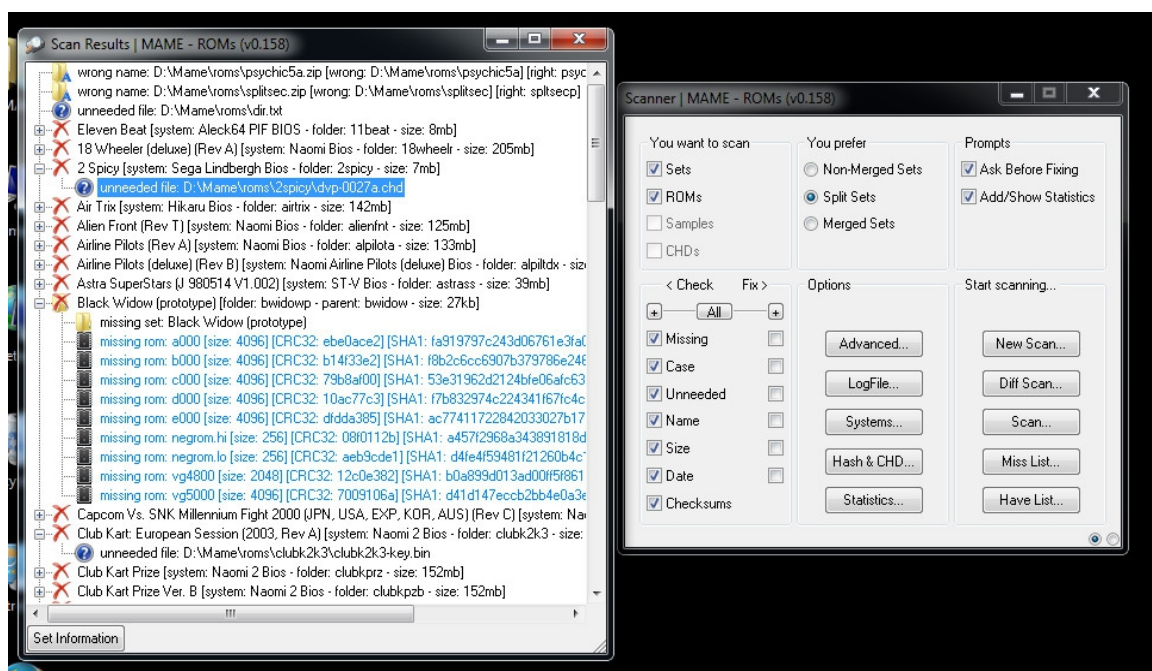 Scan Results | MAME - ROMs (v0.158)
wrong name: D:\Mame\roms\psychic5a.zip [wrong: D:\Mame\roms\psychic5a] [right: psyc
wrong name: D:\Mame\roms\splitsec.zip [wrong: D:\Mame\roms\splitsec] [right: spltsecp]
unneeded file: D:\Mame\roms\dir.txt
Eleven Beat [system: Aleck64 PIF BIOS - folder: 11beat - size: 8mb]
18 Wheeler (deluxe) (Rev A) [system: Naomi Bios - folder: 18wheelr - size: 205mb]
2 Spicy [system: Sega Lindbergh Bios - folder: 2spicy - size: 7mb]
unneeded file: D:\Mame\roms\2spicy\dvp-0027a.chd
Air Trix [system: Hikaru Bios - folder: airtrix - size: 142mb]
Alien Front (Rev T) [system: Naomi Bios - folder: alienfnt - size: 125mb]
Airline Pilots (Rev A) [system: Naomi Bios - folder: alpilota - size: 133mb]
Airline Pilots (deluxe) (Rev B) [system: Naomi Airline Pilots (deluxe) Bios - folder: alpiltdx - size
Astra SuperStars (J 980514 V1.002) [system: ST-V Bios - folder: astrass - size: 39mb]
Black Widow (prototype) [folder: bwidowp - parent: bwidow - size: 27kb]
missing set: Black Widow (prototype)
missing rom: a000 [size: 4096] [CRC32: ebe0ace2] [SHA1: fa919797c243d06761e3fa0
missing rom: b000 [size: 4096] [CRC32: b14f33e2] [SHA1: f8b2c6cc6907b379786e246
missing rom: c000 [size: 4096] [CRC32: 79b8af00] [SHA1: 53e31962d2124bfe06afc63
missing rom: d000 [size: 4096] [CRC32: 10ac77c3] [SHA1: f7b832974c224341f67fc4c
missing rom: e000 [size: 4096] [CRC32: dfdda385] [SHA1: ac77411722842033027b17
missing rom: negrom.hi [size: 256] [CRC32: 08f0112b] [SHA1: a457f2968a343891818d
missing rom: negrom.lo [size: 256] [CRC32: aeb9cde1] [SHA1: d4fe4f59481f21260b4c
missing rom: vg4800 [size: 2048] [CRC32: 12c0e382] [SHA1: b0a899d013ad00ff5f861
missing rom: vg5000 [size: 4096] [CRC32: 7009106a] [SHA1: d41d147eccb2bb4e0a3e
Capcom Vs. SNK Millennium Fight 2000 (JPN, USA, EXP, KOR, AUS) (Rev C) [system: Nao
Club Kart: European Session (2003, Rev A) [system: Naomi 2 Bios - folder: clubk2k3 - size:
unneeded file: D:\Mame\roms\clubk2k3\clubk2k3-key.bin
Club Kart Prize [system: Naomi 2 Bios - folder: clubkprz - size: 152mb]
Club Kart Prize Ver. B [system: Naomi 2 Bios - folder: clubkpzb - size: 152mb]
Set Information
Scanner | MAME - ROMs (v0.158)
You want to scan
Sets
ROMs
Samples
CHDs
You prefer
Non-Merged Sets
Split Sets
Merged Sets
Prompts
Ask Before Fixing
Add/Show Statistics
< Check Fix >
All
Missing
Case
Unneeded
Name
Size
Date
Checksums
Options
Advanced...
LogFile...
Systems...
Hash & CHD...
Statistics...
Start scanning...
New Scan...
Diff Scan...
Scan...
Miss List...
Have List...